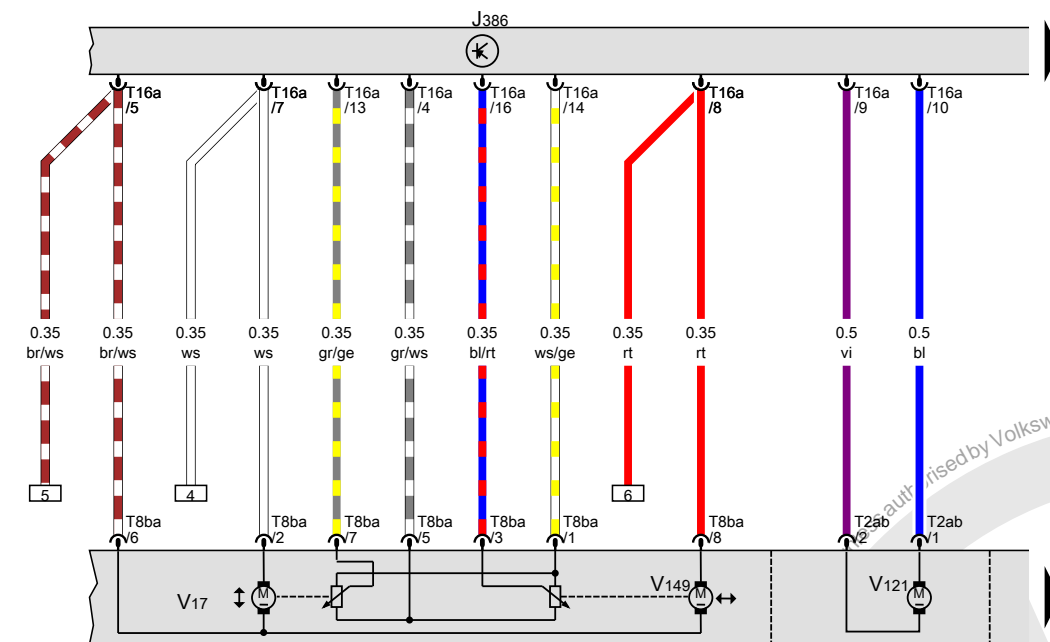 J386
T16a T16a T16a T16a T16a T16a T16a T16a T16a
/5 /7 /13 /4 /16 /14 /8 /9 /10
0.35 0.35 0.35 0.35 0.35 0.35 0.35 0.35 0.35 0.35 0.5 0.5
br/ws br/ws ws ws gr/ge gr/ws bl/rt ws/ge rt rt vi bl
5 4 6
T8ba T8ba T8ba T8ba T8ba T8ba T8ba T2ab T2ab
/6 /2 /7 /5 /3 /1 /8 /2 /1
V17 M V149 M V121 M
rised by Volksw